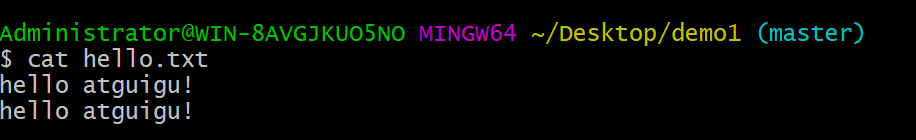 Administrator@WIN-8AVGJKUO5NO MINGW64 ~/Desktop/demo1 (master)
$ cat hello.txt
hello atguigu!
hello atguigu!